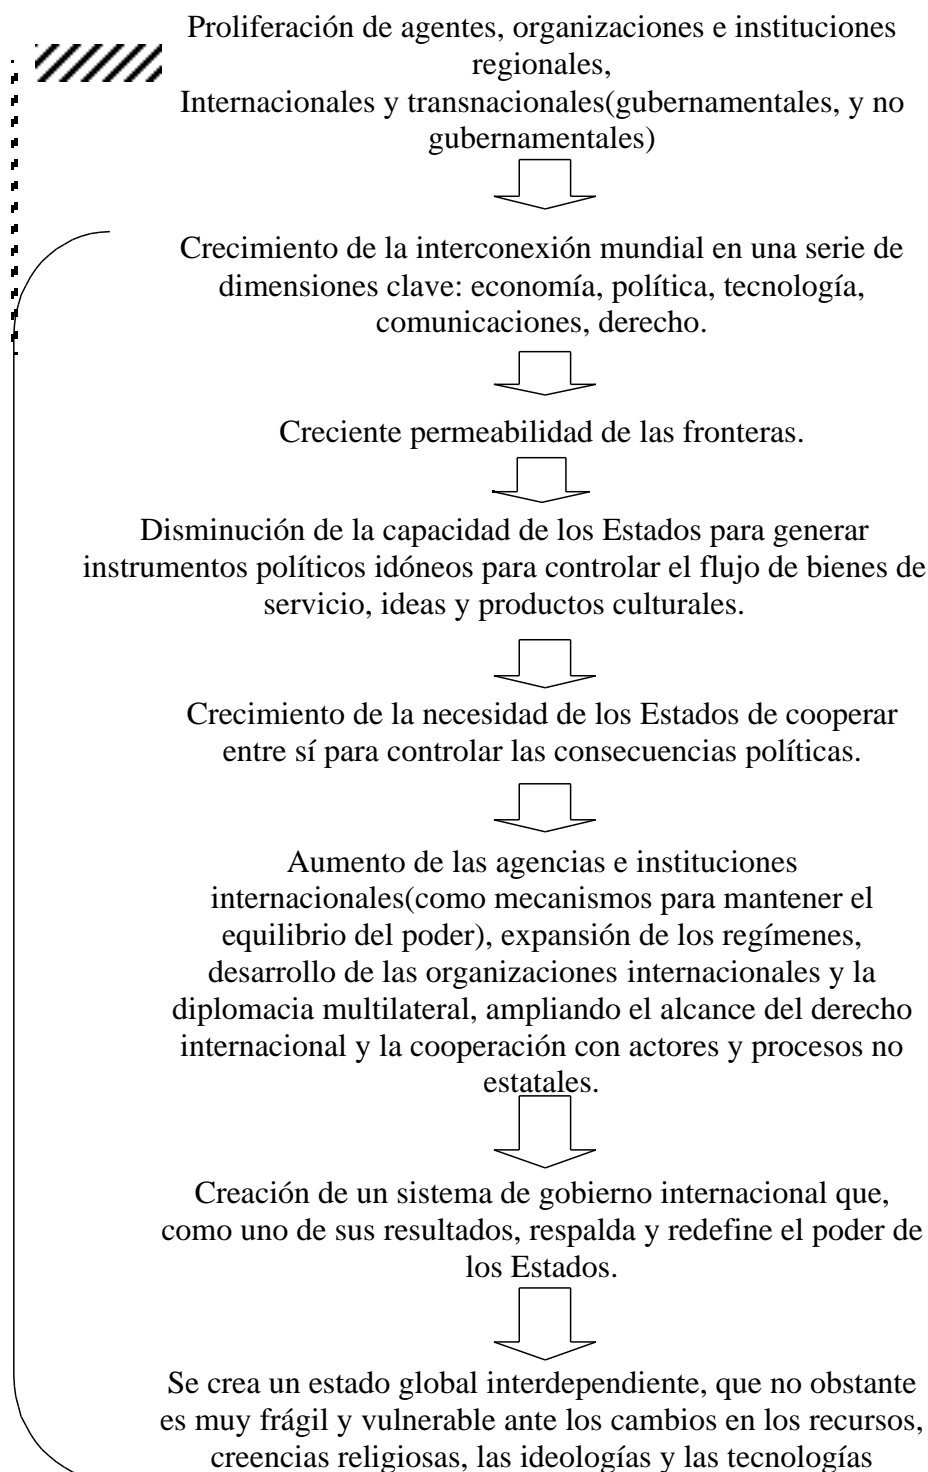 Proliferación de agentes, organizaciones e instituciones
regionales,
Internacionales y transnacionales(gubernamentales, y no
gubernamentales)
Crecimiento de la interconexión mundial en una serie de
dimensiones clave: economía, política, tecnología,
comunicaciones, derecho.
Creciente permeabilidad de las fronteras.
Disminución de la capacidad de los Estados para generar
instrumentos políticos idóneos para controlar el flujo de bienes de
servicio, ideas y productos culturales.
Crecimiento de la necesidad de los Estados de cooperar
entre sí para controlar las consecuencias políticas.
Aumento de las agencias e instituciones
internacionales(como mecanismos para mantener el
equilibrio del poder), expansión de los regímenes,
desarrollo de las organizaciones internacionales y la
diplomacia multilateral, ampliando el alcance del derecho
internacional y la cooperación con actores y procesos no
estatales.
Creación de un sistema de gobierno internacional que,
como uno de sus resultados, respalda y redefine el poder de
los Estados.
Se crea un estado global interdependiente, que no obstante
es muy frágil y vulnerable ante los cambios en los recursos,
creencias religiosas, las ideologías y las tecnologías